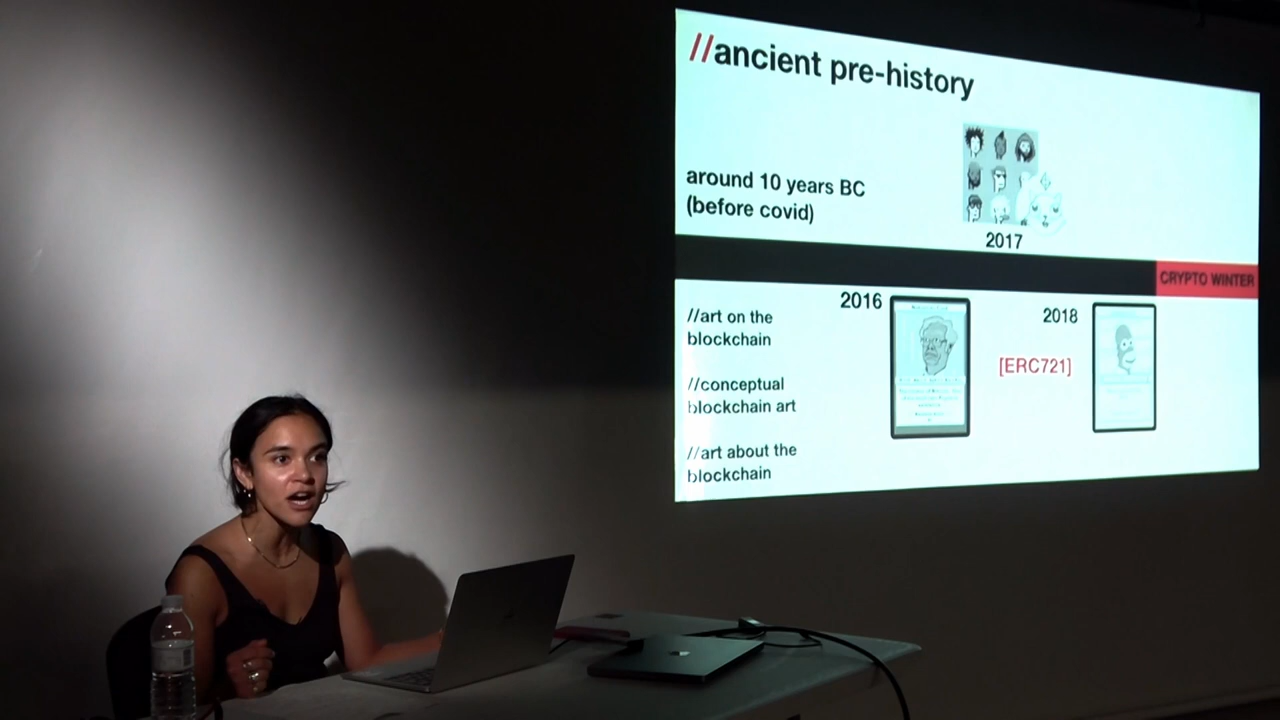 //ancient pre-history
around 10 years BC
(before covid)
2017
CRYPTO WINTER
2016
2018
//art on the
blockchain
[ERC721]
//conceptual
blockchain art
//art about the
blockchain